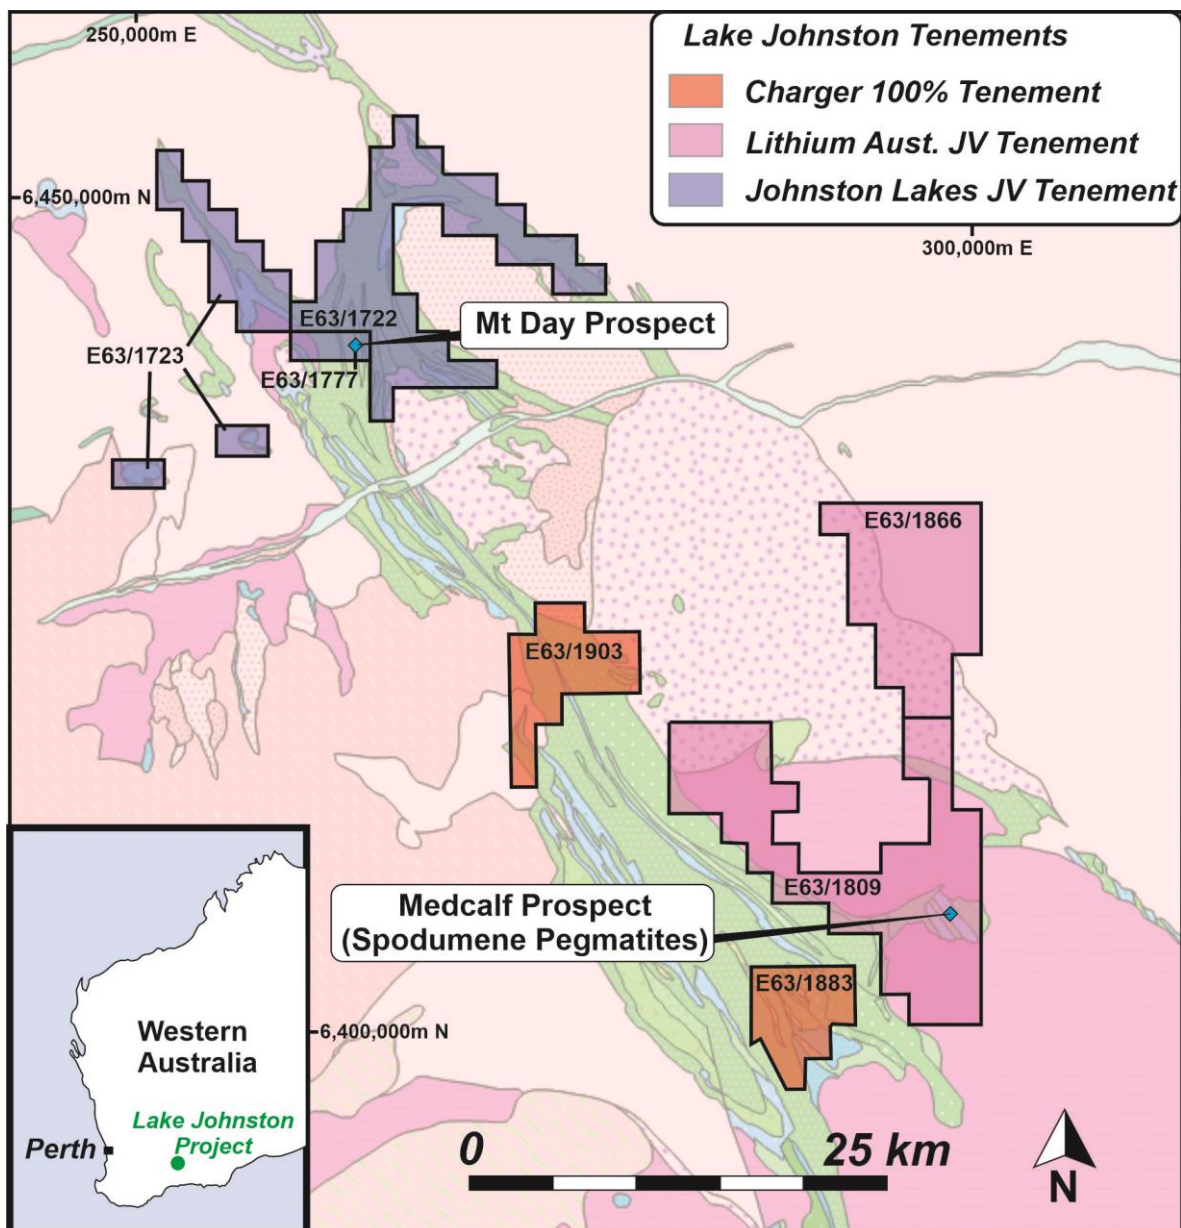 250,000m E
Lake Johnston Tenements
Charger 100% Tenement
Lithium Aust. JV Tenement
Johnston Lakes JV Tenement
6,450,000m N
300,000m E
E63/1722
Mt Day Prospect
E63/1723
E63/1777
E63/1866
E63/1903
E63/1809
Medcalf Prospect
(Spodumene Pegmatites)
E63/1883
6,400,000m N
Western
Australia
Lake Johnston
Project
Perth
0 25 km
N